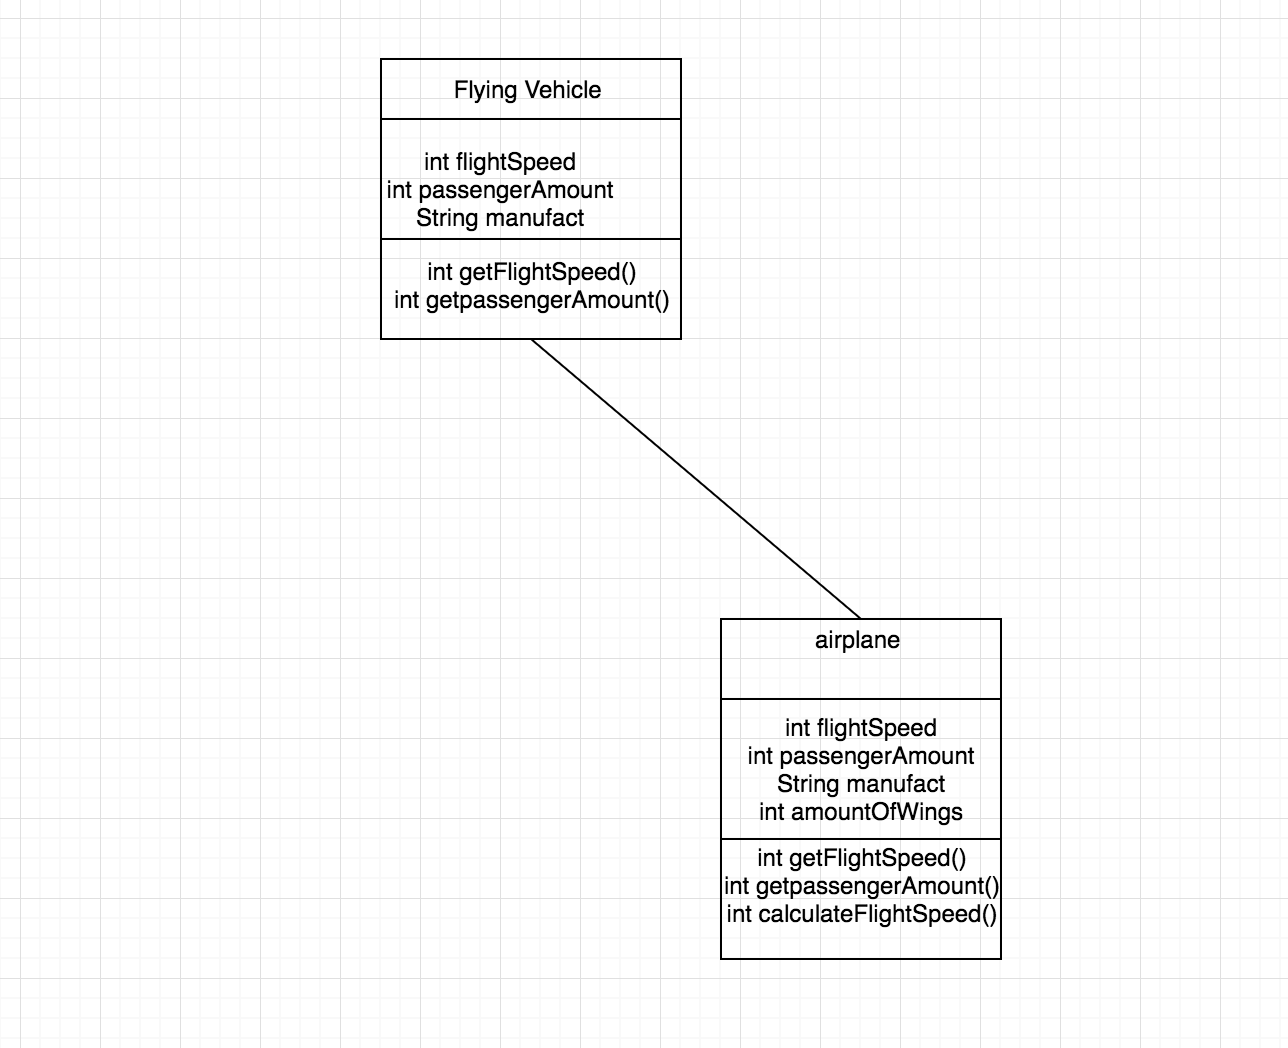 Flying Vehicle
int flightSpeed
int passengerAmount
String manufact
int getFlightSpeed()
int getpassengerAmount()
airplane
int flightSpeed
int passengerAmount
String manufact
int amountOfWings
int getFlightSpeed()
int getpassengerAmount()
int calculateFlightSpeed()